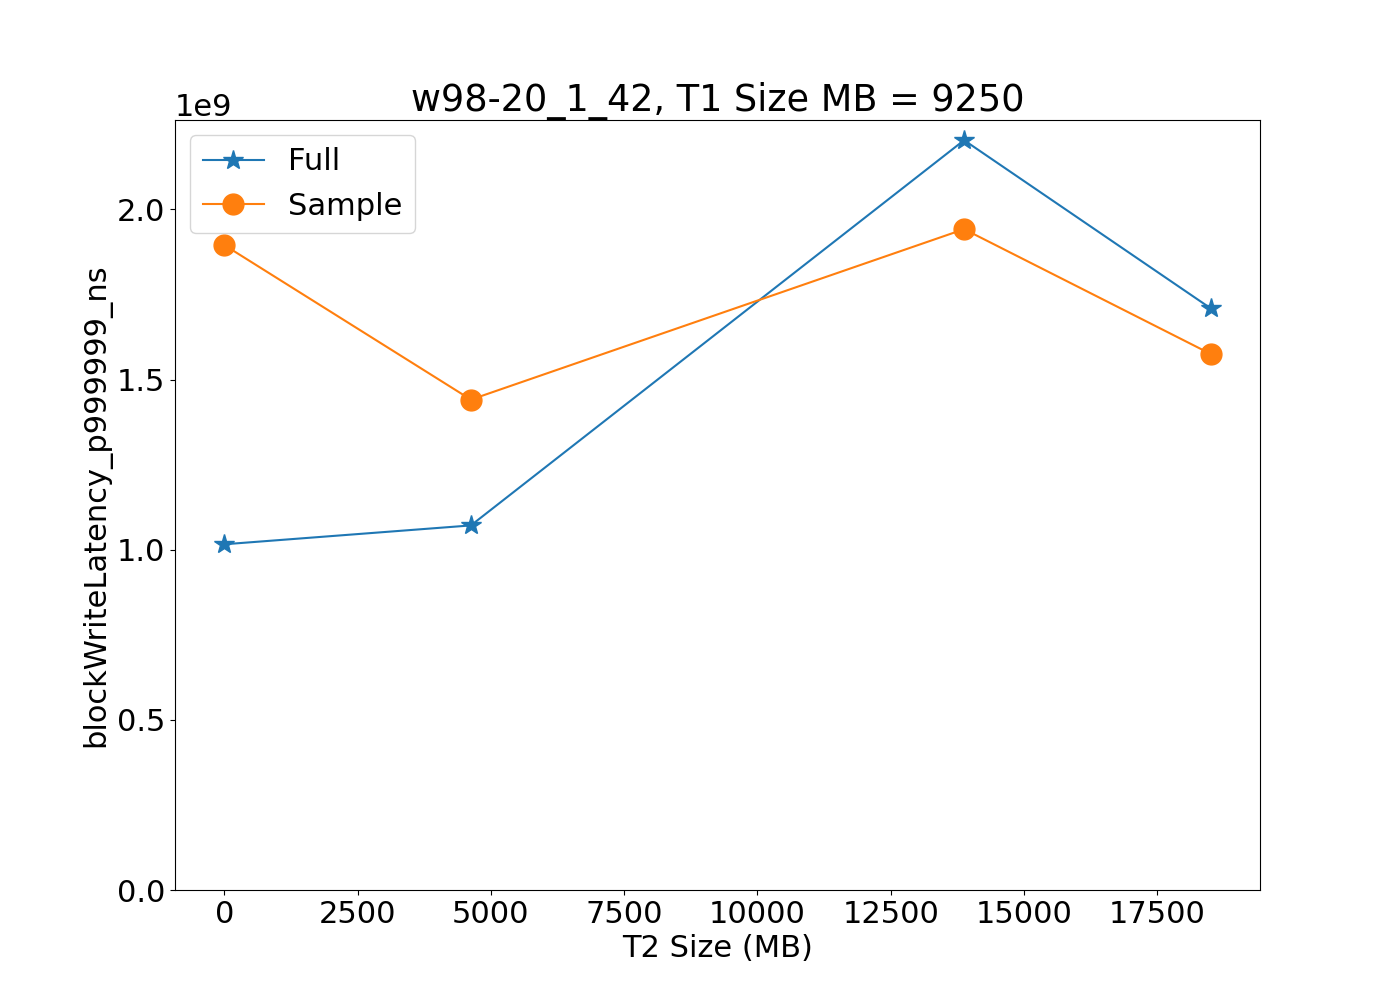 1e9
w98-20_1_42, T1 Size MB = 9250
Full
Sample
2.0
1.5
1.0
0.5
0.0
blockWriteLatency_p999999_ns
0 2500 5000 7500 10000 12500 15000 17500
T2 Size (MB)